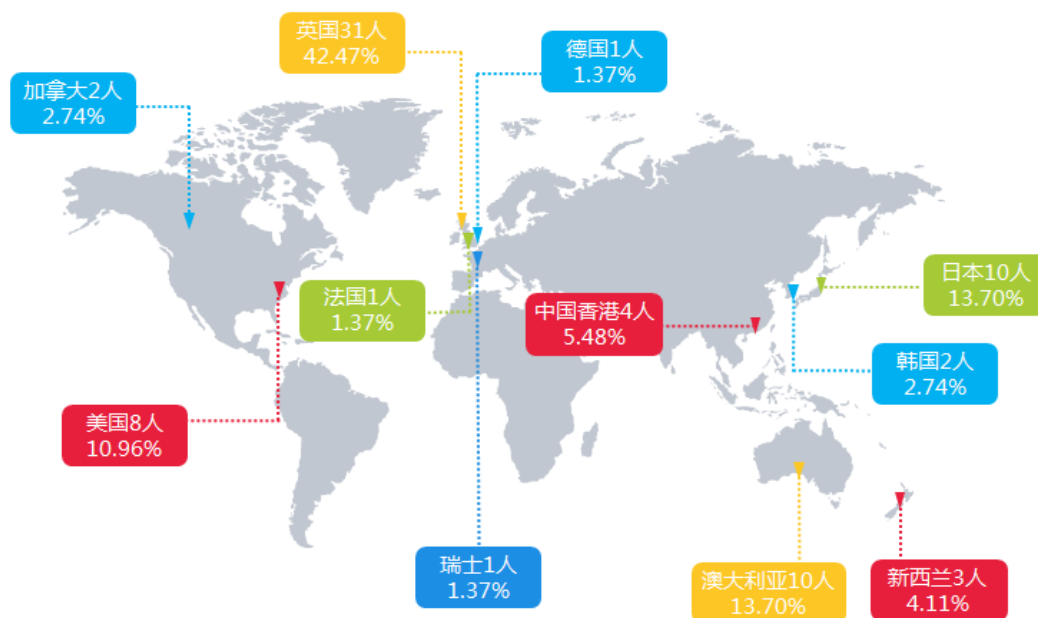 英国31人
42.47%
德国1人
1.37%
加拿大2人
2.74%
日本10人
13.70%
法国1人
1.37%
中国香港4人
5.48%
韩国2人
2.74%
美国8人
10.96%
瑞士1人
1.37%
澳大利亚10人
13.70%
新西兰3人
4.11%